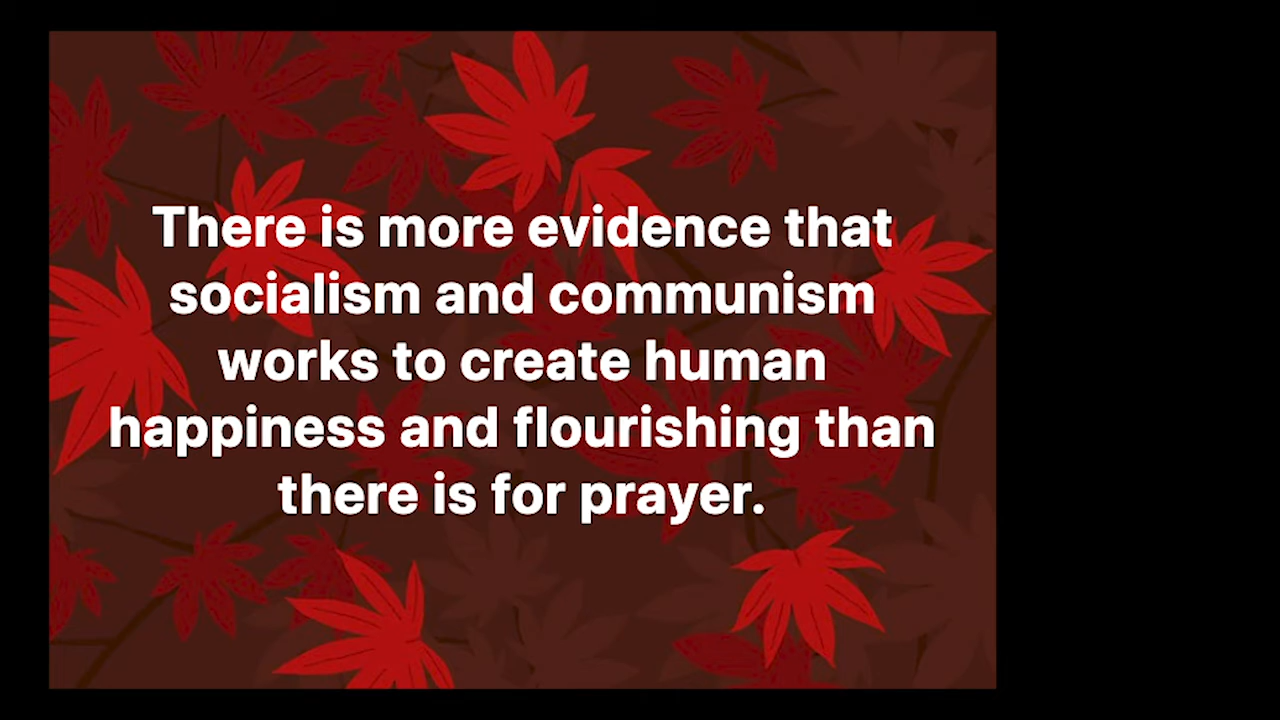 There is more evidence that
socialism and communism
works to create human
happiness and flourishing than
there is for prayer.